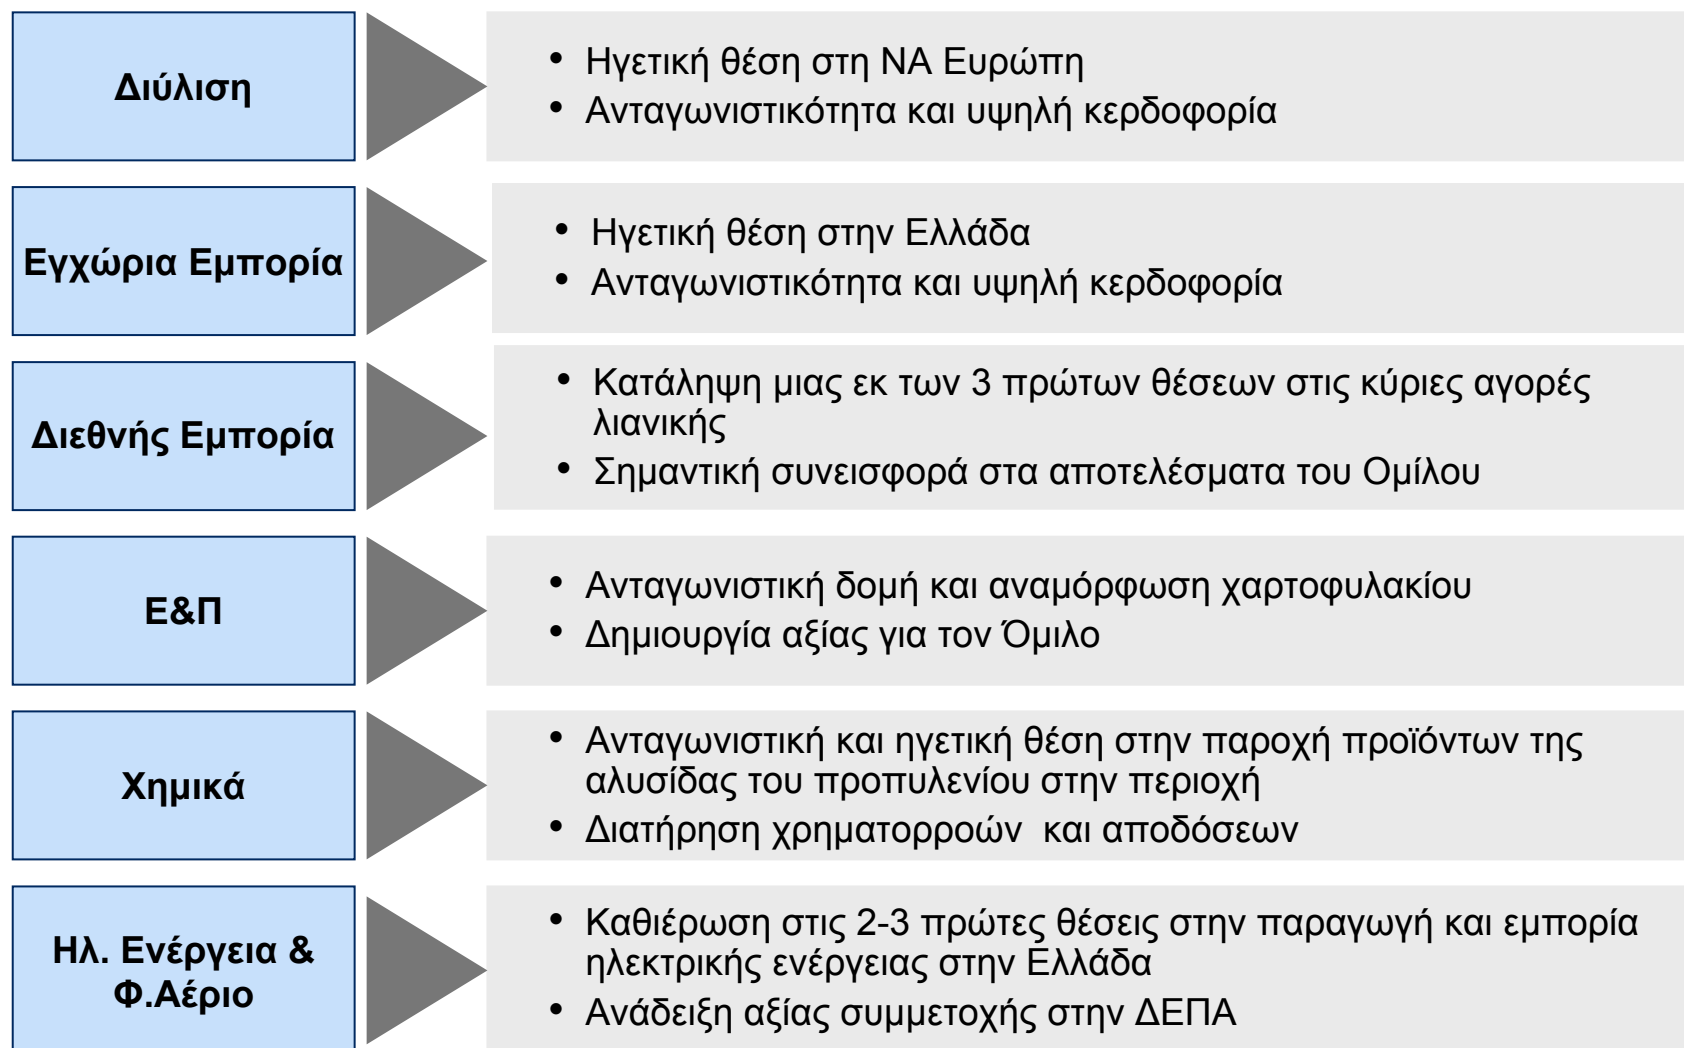 Διύλιση
• Ηγετική θέση στη ΝΑ Ευρώπη
• Ανταγωνιστικότητα και υψηλή κερδοφορία
Εγχώρια Εμπορία
• Ηγετική θέση στην Ελλάδα
• Ανταγωνιστικότητα και υψηλή κερδοφορία
Διεθνής Εμπορία
• Κατάληψη μιας εκ των 3 πρώτων θέσεων στις κύριες αγορές
λιανικής
• Σημαντική συνεισφορά στα αποτελέσματα του Ομίλου
Ε&Π
• Ανταγωνιστική δομή και αναμόρφωση χαρτοφυλακίου
• Δημιουργία αξίας για τον Όμιλο
Χημικά
• Ανταγωνιστική και ηγετική θέση στην παροχή προϊόντων της
αλυσίδας του προπυλενίου στην περιοχή
• Διατήρηση χρηματορροών και αποδόσεων
Ηλ. Ενέργεια &
Φ.Αέριο
• Καθιέρωση στις 2-3 πρώτες θέσεις στην παραγωγή και εμπορία
ηλεκτρικής ενέργειας στην Ελλάδα
• Ανάδειξη αξίας συμμετοχής στην ΔΕΠΑ